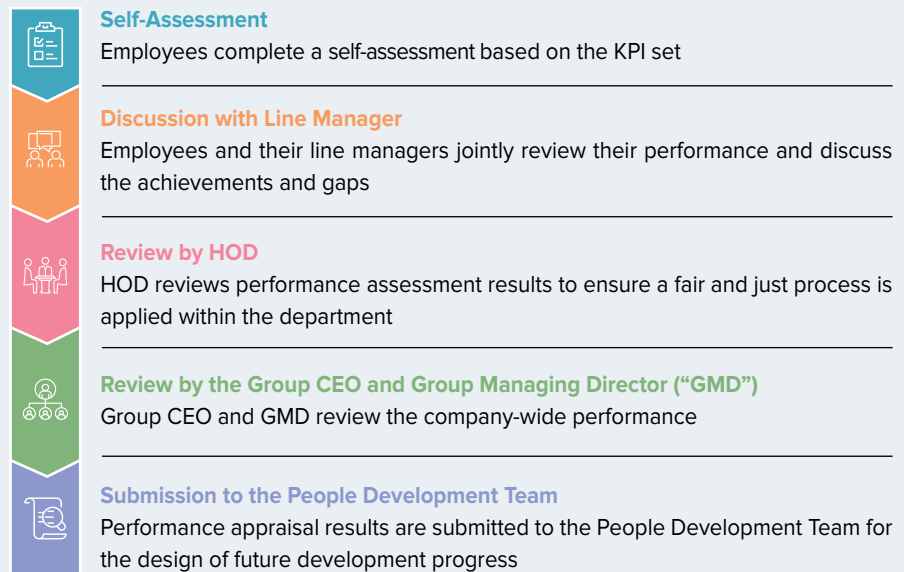 Self-Assessment
Employees complete a self-assessment based on the KPI set
Discussion with Line Manager
Employees and their line managers jointly review their performance and discuss
the achievements and gaps
Review by HOD
HOD reviews performance assessment results to ensure a fair and just process is
applied within the department
Review by the Group CEO and Group Managing Director (“GMD”)
Group CEO and GMD review the company-wide performance
Submission to the People Development Team
Performance appraisal results are submitted to the People Development Team for
the design of future development progress